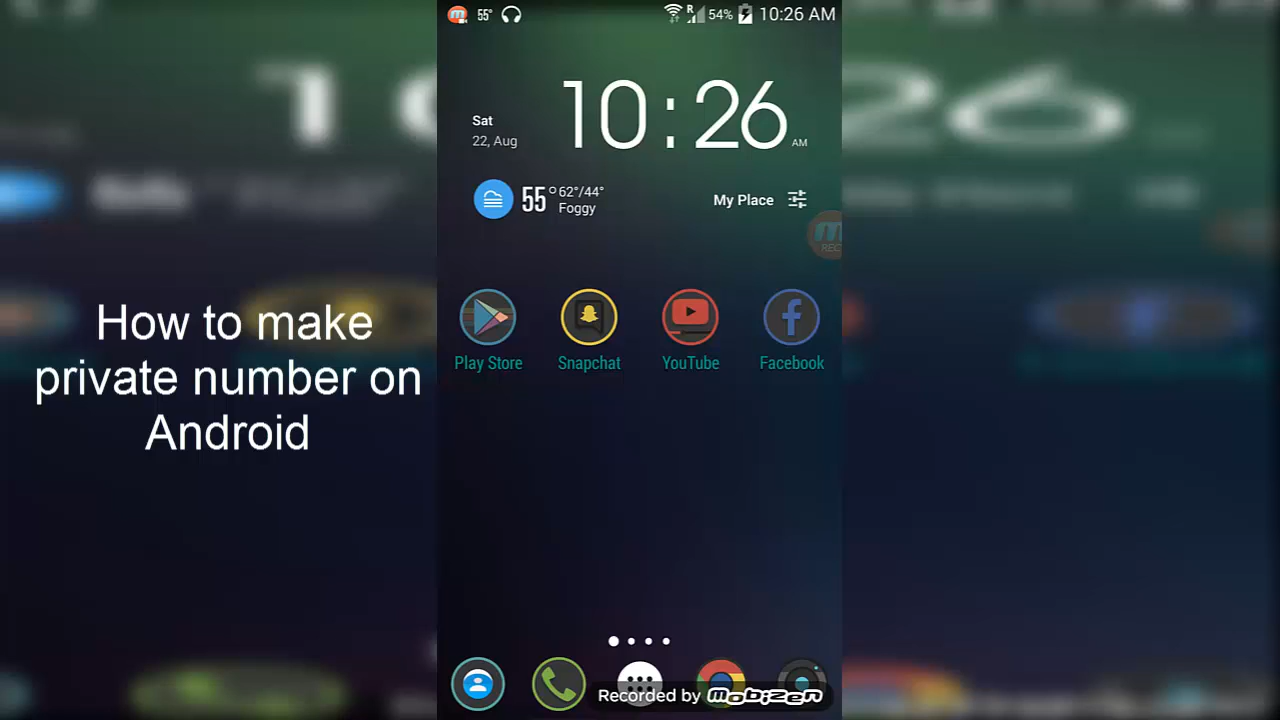 55° R 54% 10:26 AM
Sat
22, Aug
10:26 AM
55° 62°/44°
Foggy
My Place
REC
Play Store Snapchat YouTube Facebook
How to make
private number on
Android
Recorded by mobizen